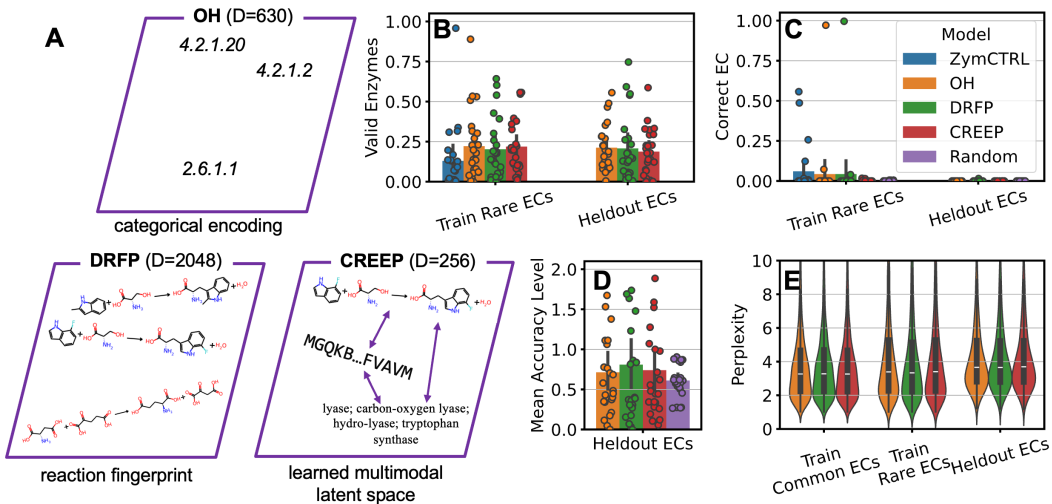 A
OH (D=630)
4.2.1.20
4.2.1.2
2.6.1.1
categorical encoding
DRFP (D=2048)
reaction fingerprint
CREEP (D=256)
MGQKB...FVAVM
lyase; carbon-oxygen lyase;
hydro-lyase; tryptophan
synthase
learned multimodal
latent space
B
Valid Enzymes
1.00
0.75
0.50
0.25
0.00
Train Rare ECs
Heldout ECs
C
Correct EC
1.00
0.75
0.50
0.25
0.00
Train Rare ECs
Heldout ECs
Model
ZymCTRL
OH
DRFP
CREEP
Random
D
Mean Accuracy Level
2.0
1.5
1.0
0.5
0.0
Heldout ECs
E
Perplexity
10
8
6
4
2
0
Train
Common ECs
Train
Rare ECs
Heldout ECs